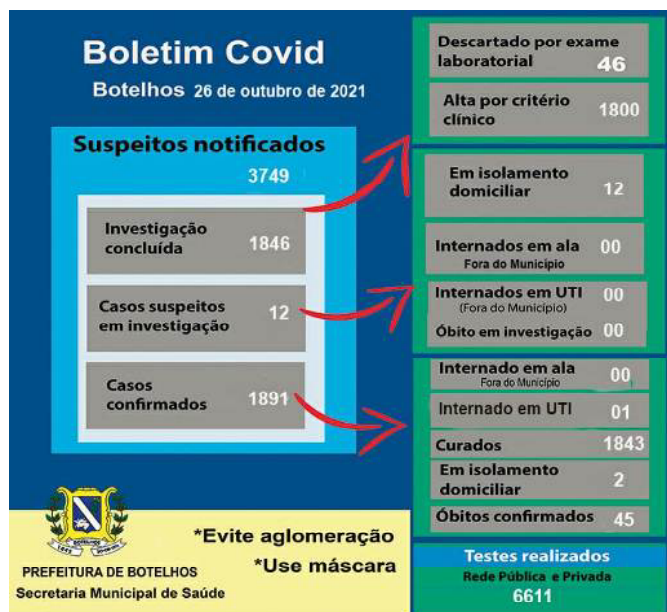 Boletim Covid
Botelhos 26 de outubro de 2021
Suspeitos notificados
3749
Investigação
concluída 1846
Casos suspeitos
em investigação 12
Casos
confirmados 1891
Descartado por exame
laboratorial 46
Alta por critério
clínico 1800
Em isolamento
domiciliar 12
Internados em ala 00
Fora do Município
Internados em UTI 00
(Fora do Município)
Óbito em investigação 00
Internado em ala 00
Fora do Município
Internado em UTI 01
Curados 1843
Em isolamento
domiciliar 2
Óbitos confirmados 45
Testes realizados
Rede Pública e Privada
6611
*Evite aglomeração
*Use máscara
PREFEITURA DE BOTELHOS
Secretaria Municipal de Saúde